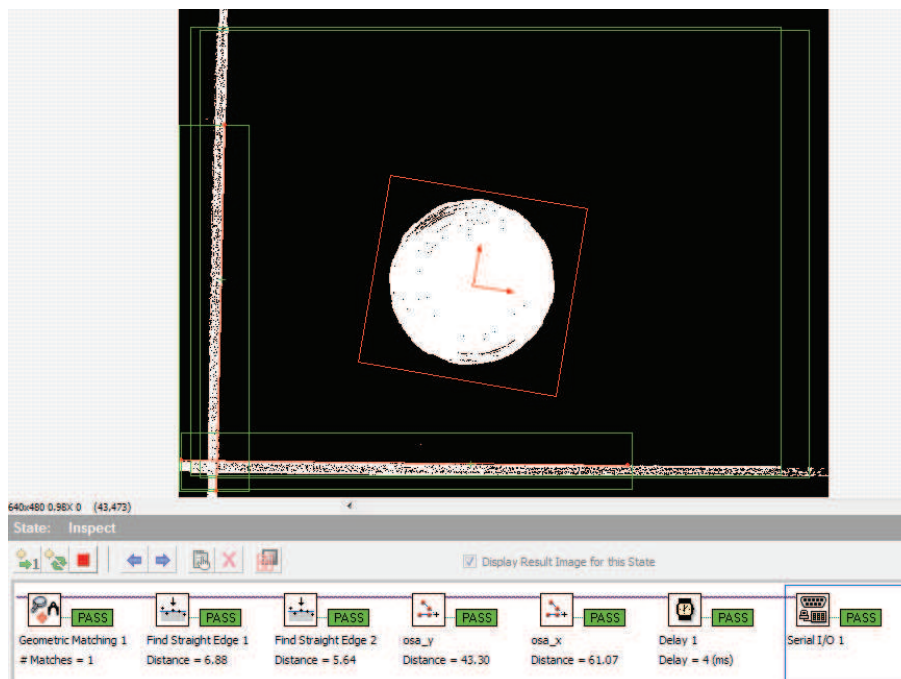 640x480 0.98X 0 (43,473)
State: Inspect
1
Display Result Image for this State
A PASS PASS PASS PASS PASS PASS PASS
Geometric Matching 1 Find Straight Edge 1 Find Straight Edge 2 osa_y osa_x Delay 1 Serial I/O 1
# Matches = 1 Distance = 6.88 Distance = 5.64 Distance = 43.30 Distance = 61.07 Delay = 4 (ms)